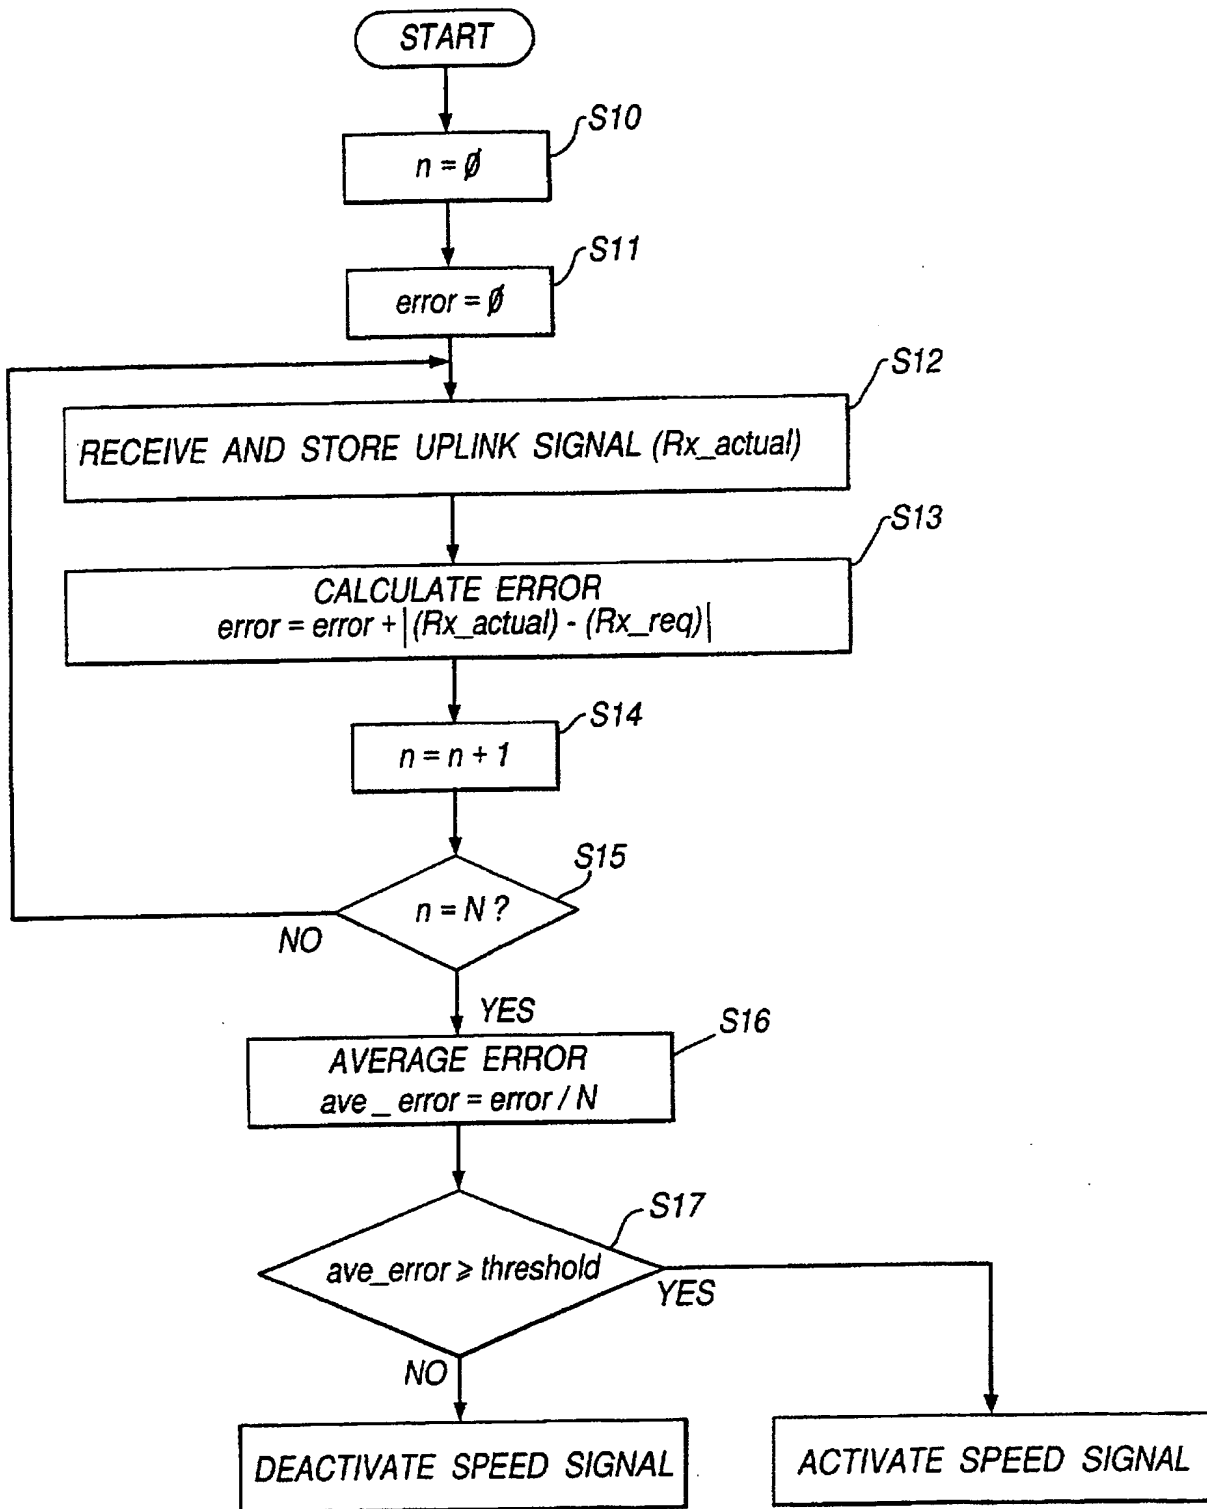 START
S10
n = Ø
S11
error = Ø
S12
RECEIVE AND STORE UPLINK SIGNAL (Rx_actual)
S13
CALCULATE ERROR
error = error + |(Rx_actual) - (Rx_req)|
S14
n = n + 1
S15
n = N ?
NO
YES
S16
AVERAGE ERROR
ave _ error = error / N
S17
ave_error ⩾ threshold
YES
NO
DEACTIVATE SPEED SIGNAL
ACTIVATE SPEED SIGNAL